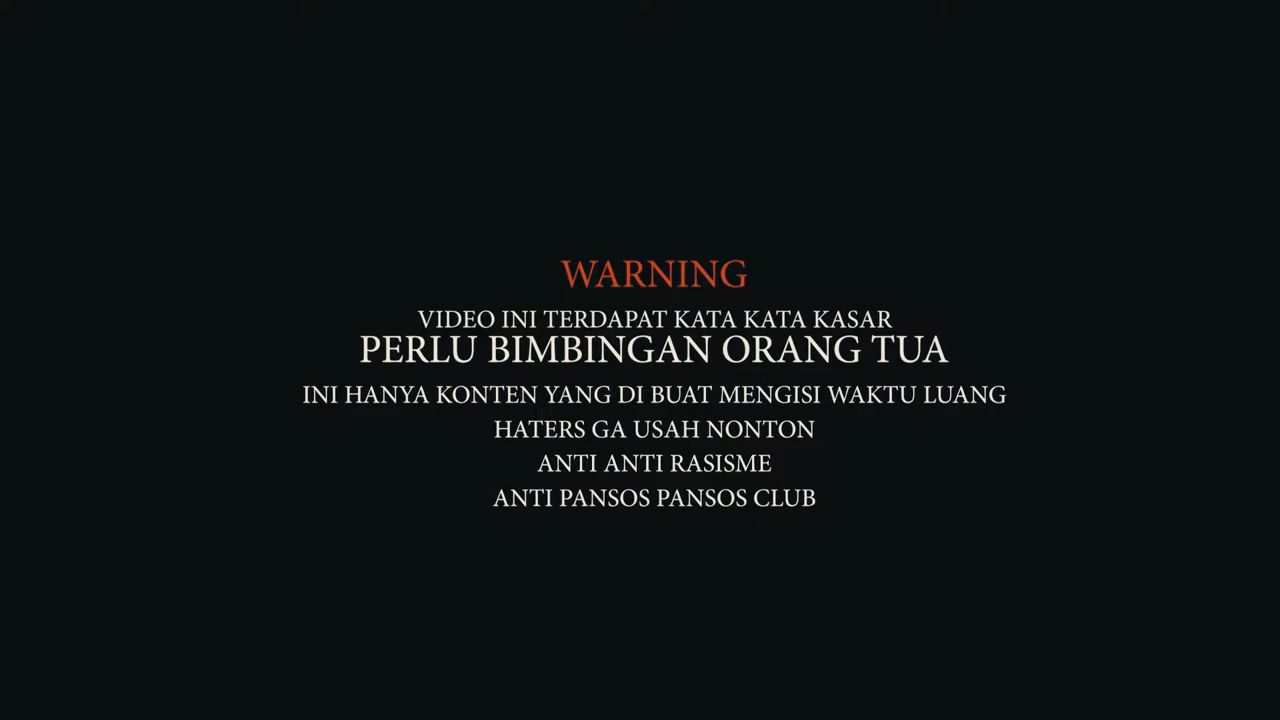 WARNING
VIDEO INI TERDAPAT KATA KATA KASAR
PERLU BIMBINGAN ORANG TUA
INI HANYA KONTEN YANG DI BUAT MENGISI WAKTU LUANG
HATERS GA USAH NONTON
ANTI ANTI RASISME
ANTI PANSOS PANSOS CLUB